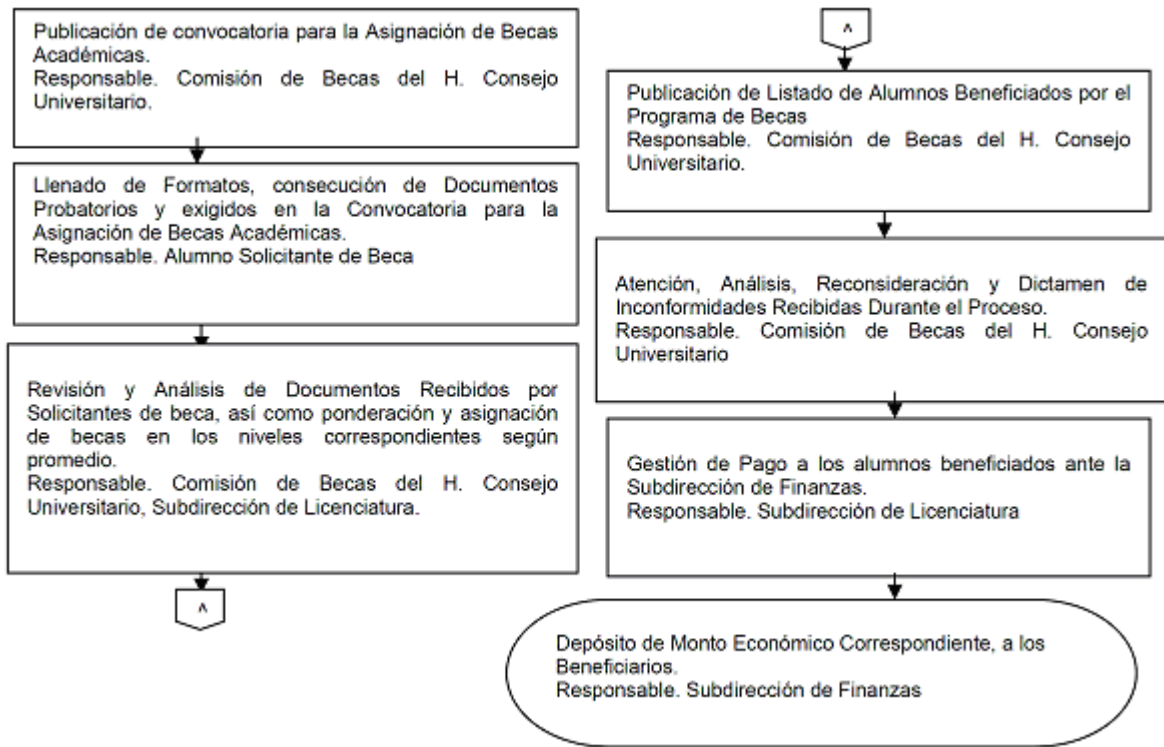 Publicación de convocatoria para la Asignación de Becas
Académicas.
Responsable. Comisión de Becas del H. Consejo
Universitario.
Llenado de Formatos, consecución de Documentos
Probatorios y exigidos en la Convocatoria para la
Asignación de Becas Académicas.
Responsable. Alumno Solicitante de Beca
Revisión y Análisis de Documentos Recibidos por
Solicitantes de beca, así como ponderación y asignación
de becas en los niveles correspondientes según
promedio.
Responsable. Comisión de Becas del H. Consejo
Universitario, Subdirección de Licenciatura.
A
A
Publicación de Listado de Alumnos Beneficiados por el
Programa de Becas
Responsable. Comisión de Becas del H. Consejo
Universitario.
Atención, Análisis, Reconsideración y Dictamen de
Inconformidades Recibidas Durante el Proceso.
Responsable. Comisión de Becas del H. Consejo
Universitario
Gestión de Pago a los alumnos beneficiados ante la
Subdirección de Finanzas.
Responsable. Subdirección de Licenciatura
Depósito de Monto Económico Correspondiente, a los
Beneficiarios.
Responsable. Subdirección de Finanzas